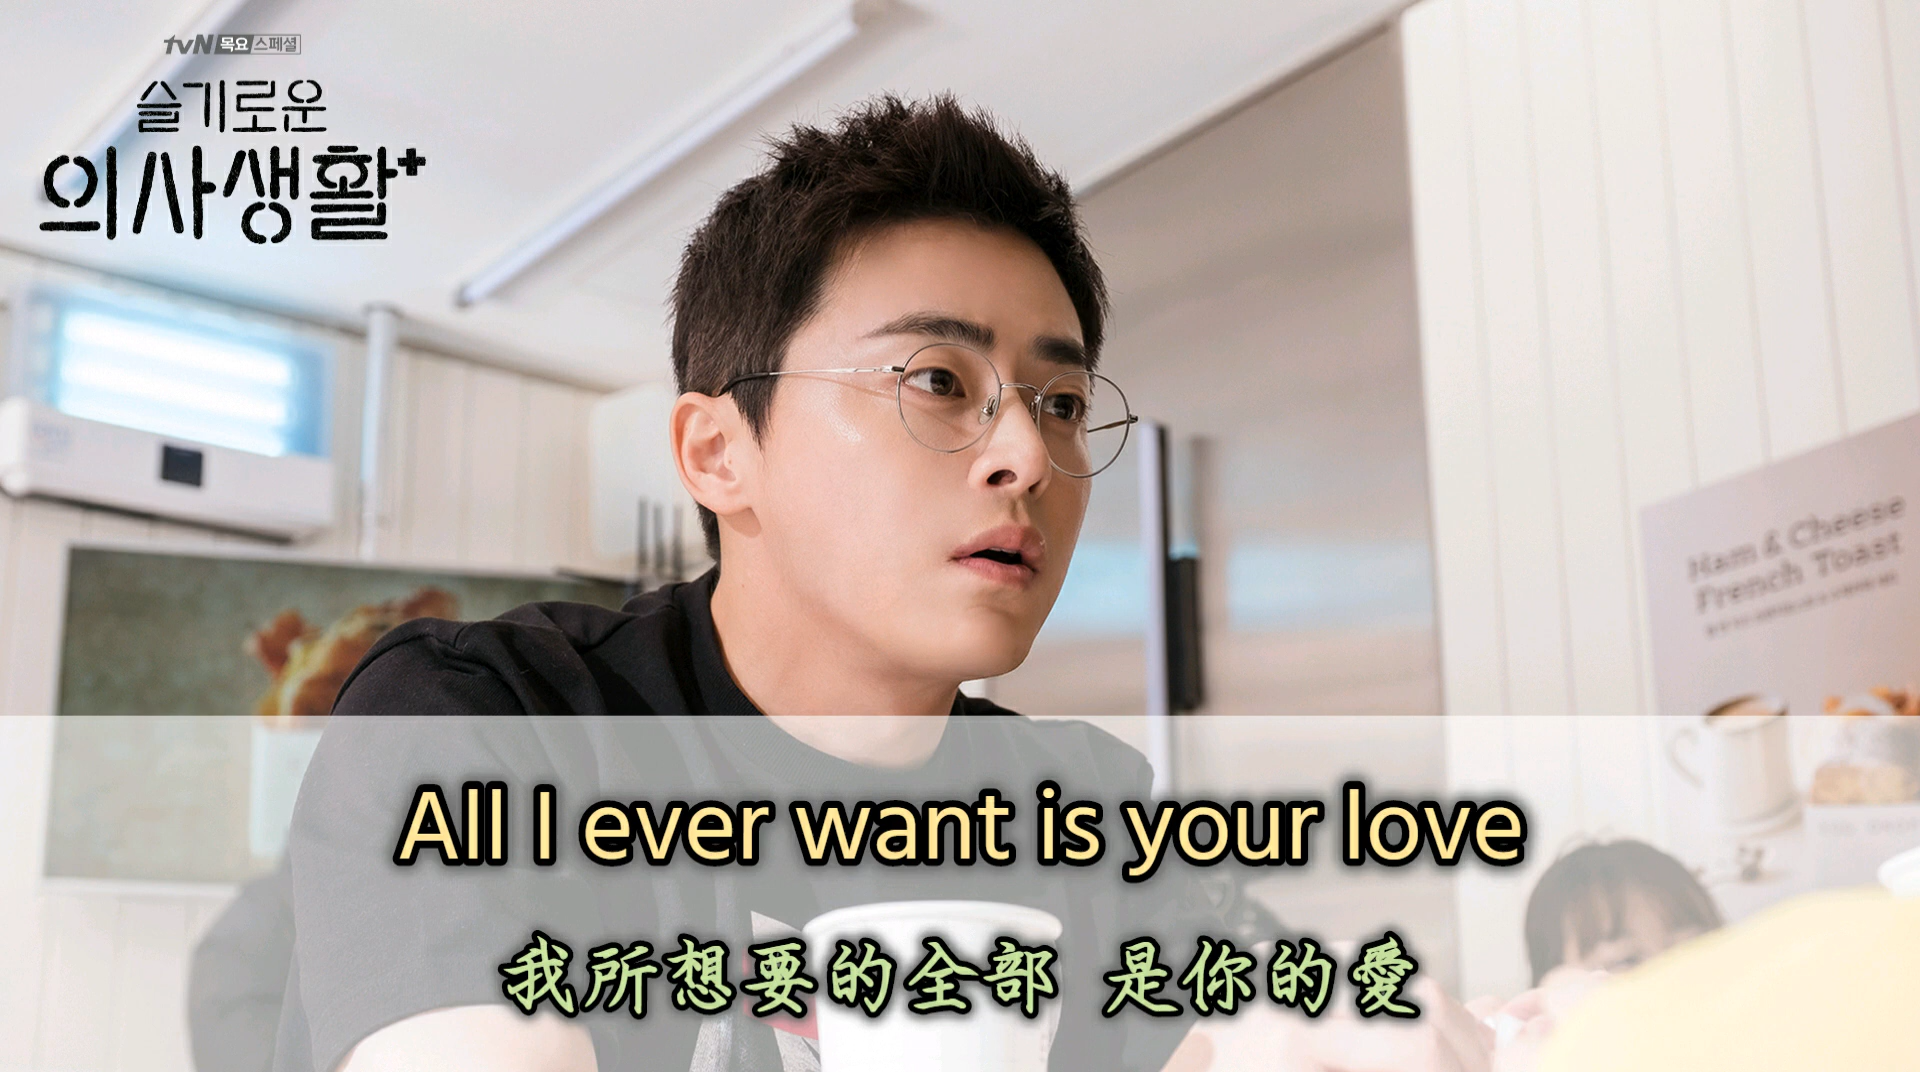 tvN 목요 스페셜
슬기로운
의사생활+
Ham & Cheese
French Toast
All I ever want is your love
我所想要的全部 是你的愛